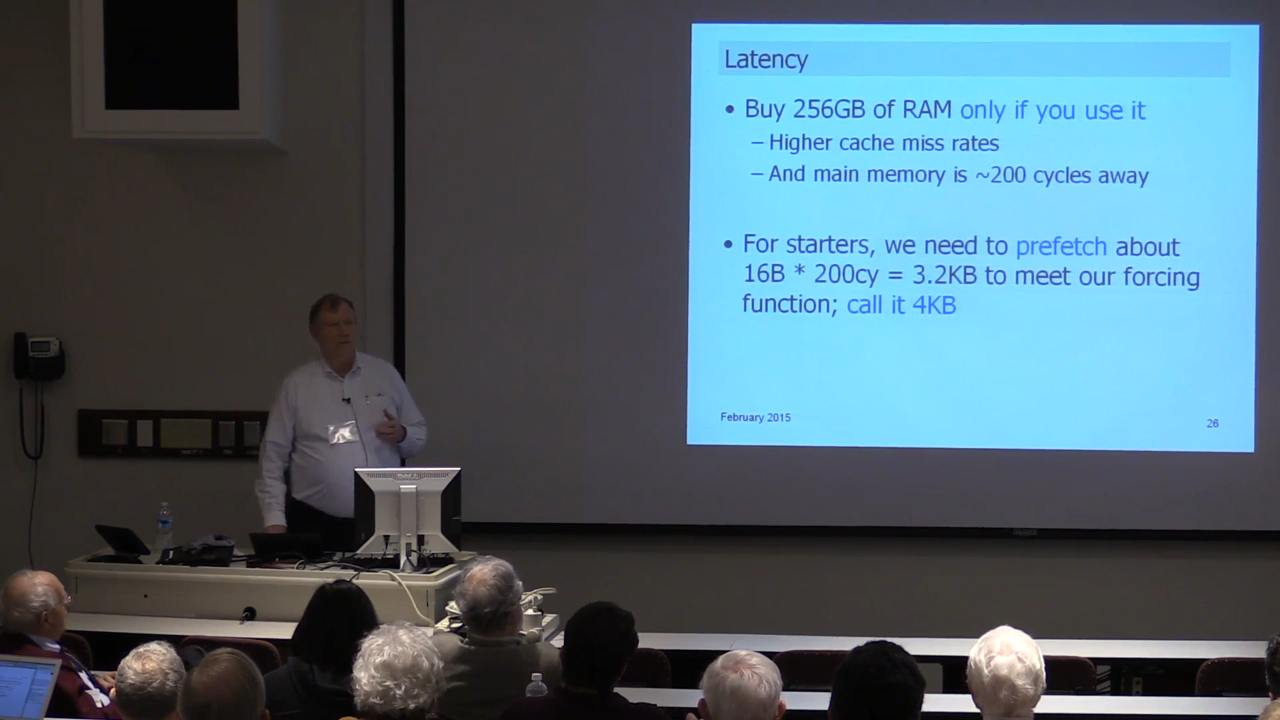 Latency
• Buy 256GB of RAM only if you use it
– Higher cache miss rates
– And main memory is ~200 cycles away
• For starters, we need to prefetch about
16B * 200cy = 3.2KB to meet our forcing
function; call it 4KB
February 2015
26